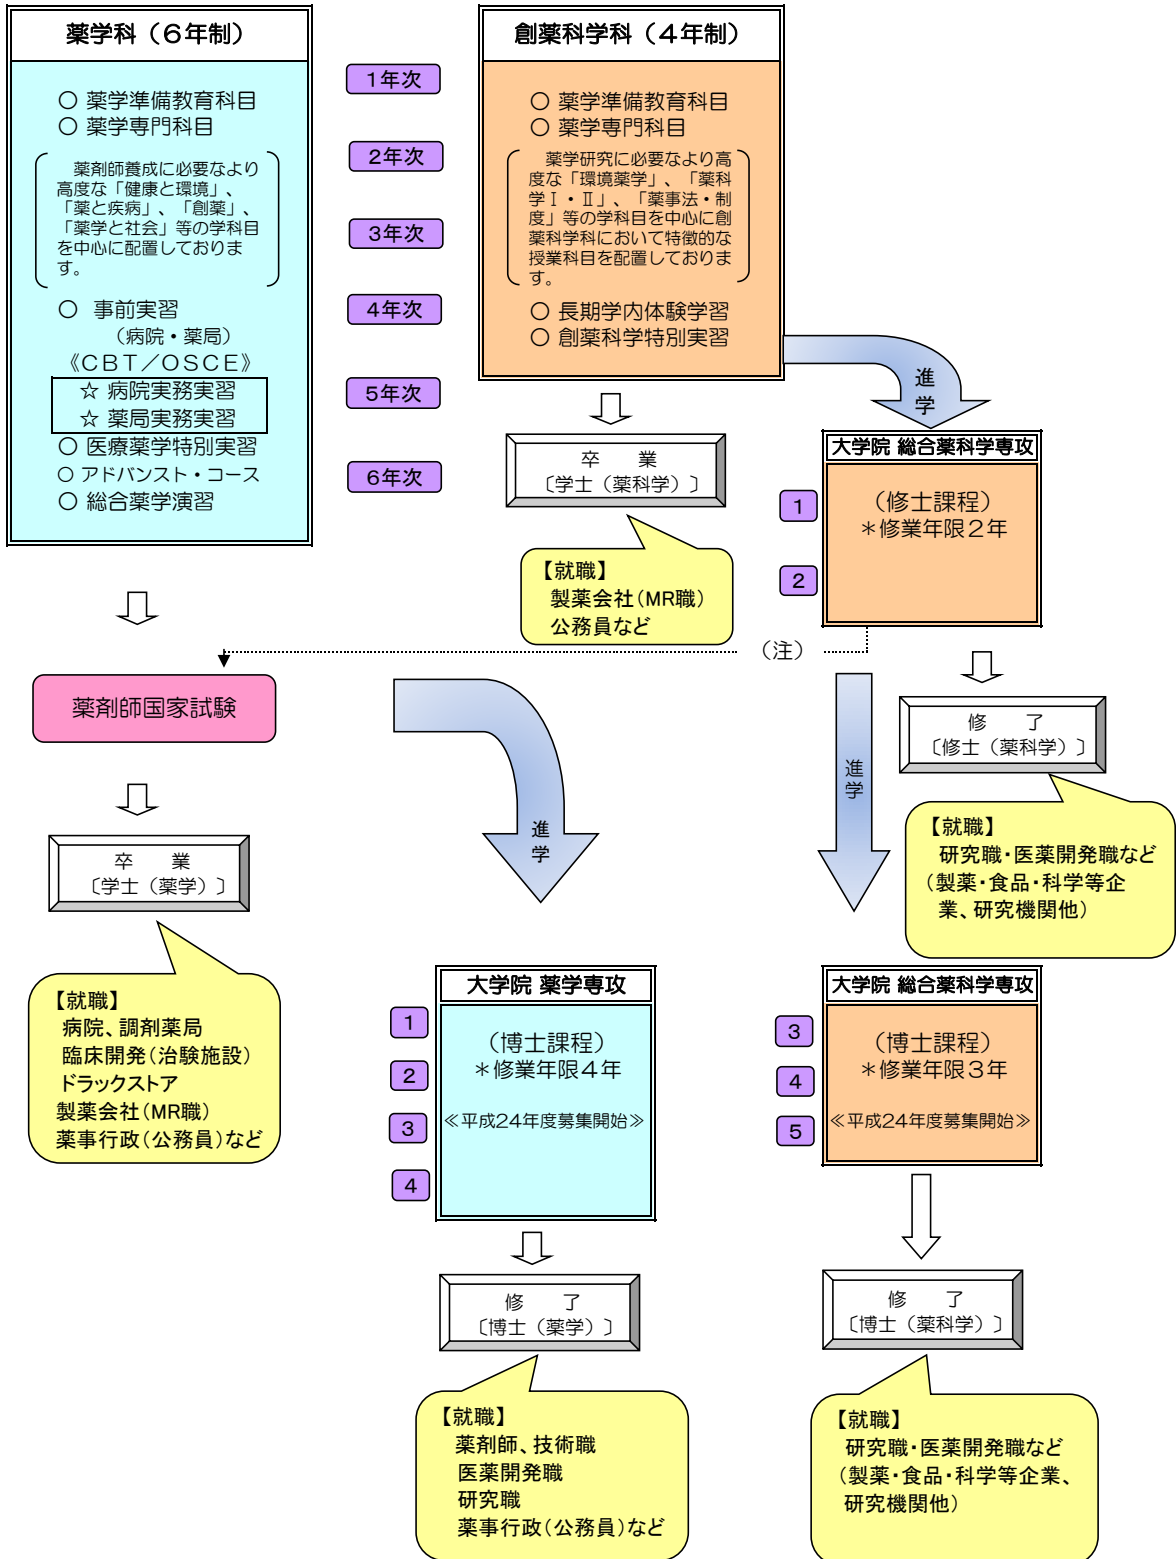 薬学科（６年制）
○ 薬学準備教育科目
○ 薬学専門科目
薬剤師養成に必要なより
高度な「健康と環境」、
「薬と疾病」、「創薬」、
「薬学と社会」等の学科目
を中心に配置しておりま
す。
○ 事前実習
（病院・薬局）
《ＣＢＴ／ＯＳＣＥ》
☆ 病院実務実習
☆ 薬局実務実習
○ 医療薬学特別実習
○ アドバンスト・コース
○ 総合薬学演習
１年次
２年次
３年次
４年次
５年次
６年次
創薬科学科（４年制）
○ 薬学準備教育科目
○ 薬学専門科目
薬学研究に必要なより高
度な「環境薬学」、「薬科
学Ⅰ・Ⅱ」、「薬事法・制
度」等の学科目を中心に創
薬科学科において特徴的な
授業科目を配置しておりま
す。
○ 長期学内体験学習
○ 創薬科学特別実習
進
学
卒　業
〔学士（薬科学）〕
【就職】
製薬会社（MR職）
公務員など
大学院 総合薬科学専攻
１
２
（修士課程）
＊修業年限２年
（注）
薬剤師国家試験
卒　業
〔学士（薬学）〕
【就職】
病院、調剤薬局
臨床開発（治験施設）
ドラックストア
製薬会社（MR職）
薬事行政（公務員）など
進
学
進
学
修　了
〔修士（薬科学）〕
【就職】
研究職・医薬開発職など
（製薬・食品・科学等企
業、研究機関他）
大学院 薬学専攻
１
２
３
４
（博士課程）
＊修業年限４年
≪平成24年度募集開始≫
修　了
〔博士（薬学）〕
【就職】
薬剤師、技術職
医薬開発職
研究職
薬事行政（公務員）など
大学院 総合薬科学専攻
３
４
５
（博士課程）
＊修業年限３年
≪平成24年度募集開始≫
修　了
〔博士（薬科学）〕
【就職】
研究職・医薬開発職など
（製薬・食品・科学等企業、
研究機関他）